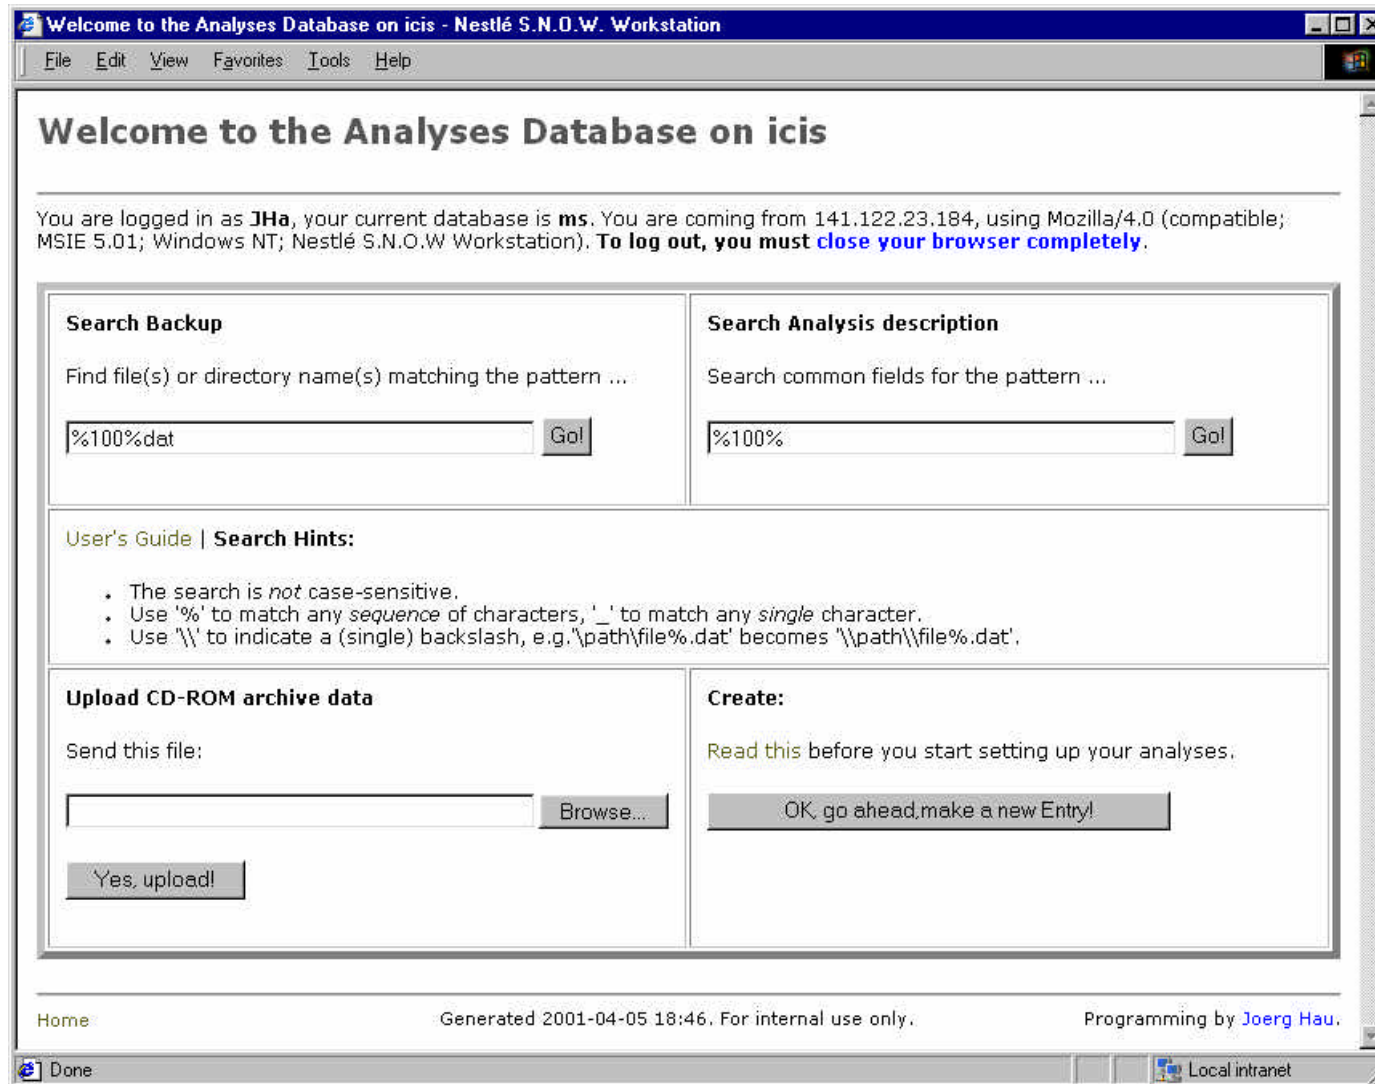 Welcome to the Analyses Database on icis - Nestlé S.N.O.W. Workstation
File Edit View Favorites Tools Help
Welcome to the Analyses Database on icis
You are logged in as JHa, your current database is ms. You are coming from 141.122.23.184, using Mozilla/4.0 (compatible;
MSIE 5.01; Windows NT; Nestlé S.N.O.W Workstation). To log out, you must close your browser completely.
Search Backup
Find file(s) or directory name(s) matching the pattern ...
%100%dat Go!
Search Analysis description
Search common fields for the pattern ...
%100% Go!
User's Guide | Search Hints:
• The search is not case-sensitive.
• Use '%' to match any sequence of characters, '_' to match any single character.
• Use '\\' to indicate a (single) backslash, e.g.'\path\file%.dat' becomes '\\path\\file%.dat'.
Upload CD-ROM archive data
Send this file:
Browse...
Yes, upload!
Create:
Read this before you start setting up your analyses.
OK, go ahead,make a new Entry!
Home Generated 2001-04-05 18:46. For internal use only. Programming by Joerg Hau.
Done Local intranet